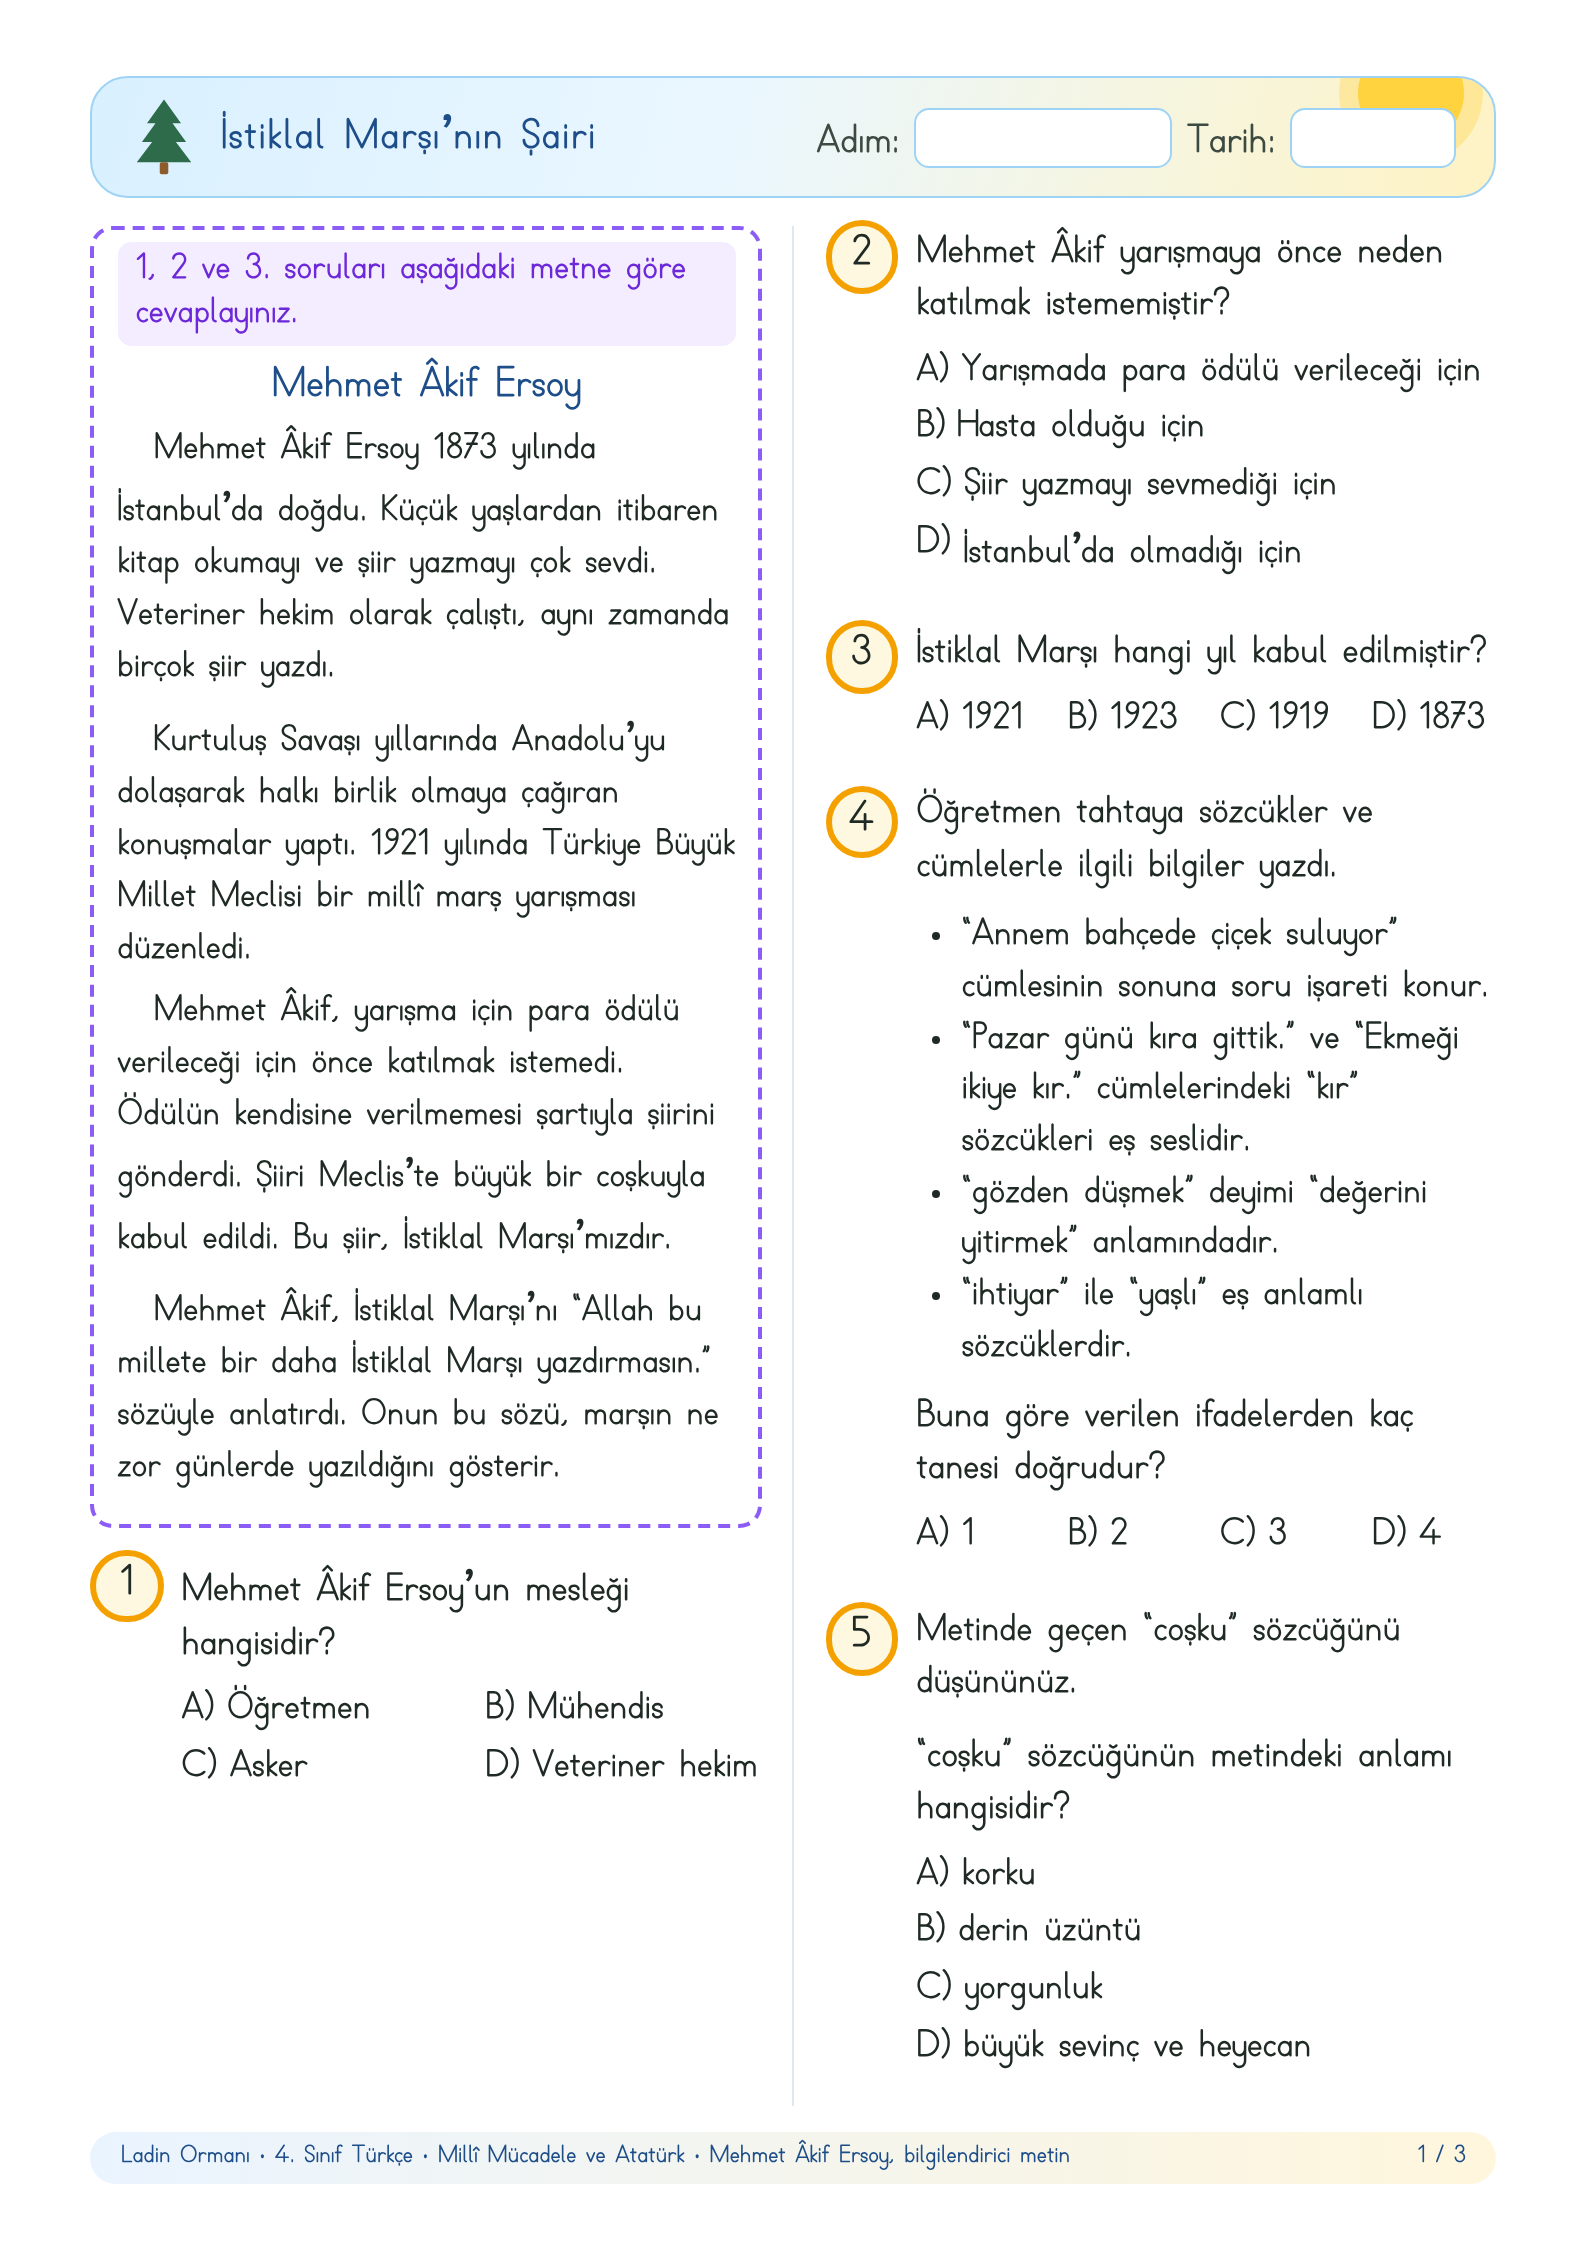 İstiklal Marşı’nın Şairi
Adım:
Tarih:
1, 2 ve 3. soruları aşağıdaki metne göre
cevaplayınız.
Mehmet Âkif Ersoy
Mehmet Âkif Ersoy 1873 yılında
İstanbul’da doğdu. Küçük yaşlardan itibaren
kitap okumayı ve şiir yazmayı çok sevdi.
Veteriner hekim olarak çalıştı, aynı zamanda
birçok şiir yazdı.
Kurtuluş Savaşı yıllarında Anadolu’yu
dolaşarak halkı birlik olmaya çağıran
konuşmalar yaptı. 1921 yılında Türkiye Büyük
Millet Meclisi bir millî marş yarışması
düzenledi.
Mehmet Âkif, yarışma için para ödülü
verileceği için önce katılmak istemedi.
Ödülün kendisine verilmemesi şartıyla şiirini
gönderdi. Şiiri Meclis’te büyük bir coşkuyla
kabul edildi. Bu şiir, İstiklal Marşı’mızdır.
Mehmet Âkif, İstiklal Marşı’nı “Allah bu
millete bir daha İstiklal Marşı yazdırmasın.”
sözüyle anlatırdı. Onun bu sözü, marşın ne
zor günlerde yazıldığını gösterir.
1
Mehmet Âkif Ersoy’un mesleği
hangisidir?
A) Öğretmen B) Mühendis
C) Asker D) Veteriner hekim
2
Mehmet Âkif yarışmaya önce neden
katılmak istememiştir?
A) Yarışmada para ödülü verileceği için
B) Hasta olduğu için
C) Şiir yazmayı sevmediği için
D) İstanbul’da olmadığı için
3
İstiklal Marşı hangi yıl kabul edilmiştir?
A) 1921 B) 1923 C) 1919 D) 1873
4
Öğretmen tahtaya sözcükler ve
cümlelerle ilgili bilgiler yazdı.
• “Annem bahçede çiçek suluyor”
cümlesinin sonuna soru işareti konur.
• “Pazar günü kıra gittik.” ve “Ekmeği
ikiye kır.” cümlelerindeki “kır”
sözcükleri eş seslidir.
• “gözden düşmek” deyimi “değerini
yitirmek” anlamındadır.
• “ihtiyar” ile “yaşlı” eş anlamlı
sözcüklerdir.
Buna göre verilen ifadelerden kaç
tanesi doğrudur?
A) 1 B) 2 C) 3 D) 4
5
Metinde geçen “coşku” sözcüğünü
düşününüz.
“coşku” sözcüğünün metindeki anlamı
hangisidir?
A) korku
B) derin üzüntü
C) yorgunluk
D) büyük sevinç ve heyecan
Ladin Ormanı • 4. Sınıf Türkçe • Millî Mücadele ve Atatürk • Mehmet Âkif Ersoy, bilgilendirici metin
1 / 3